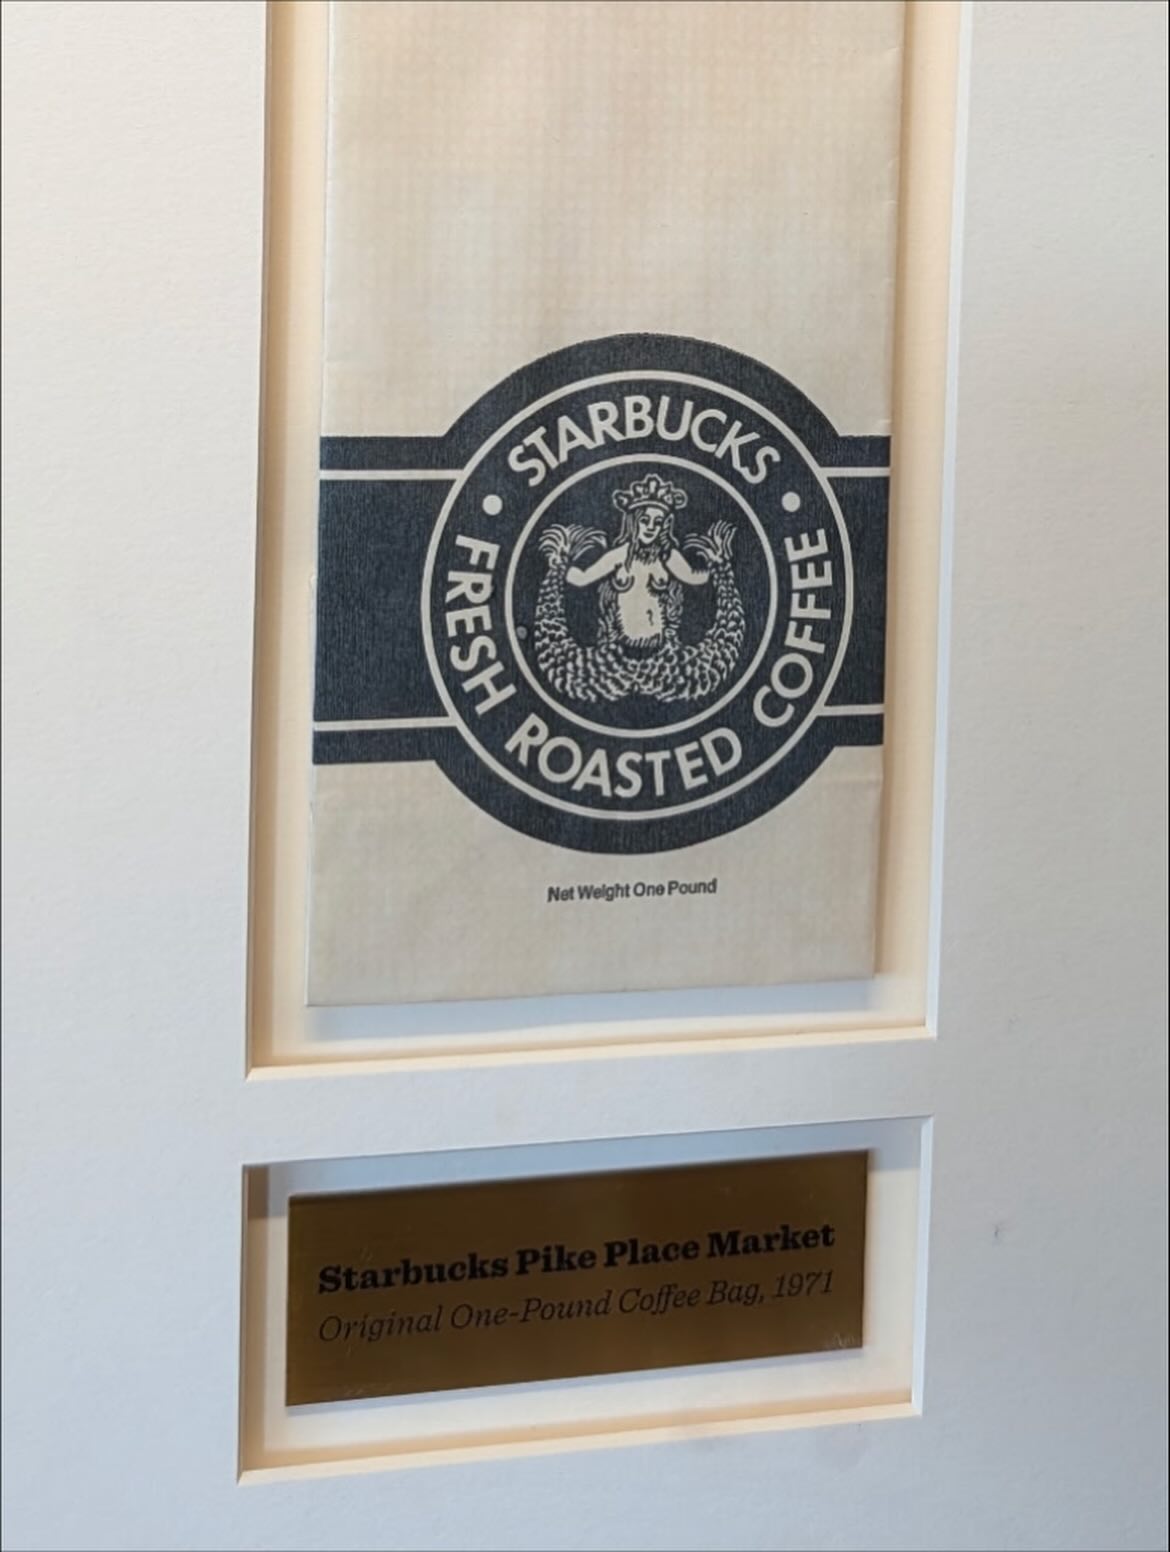 STARBUCKS
FRESH ROASTED COFFEE
Net Weight One Pound
Starbucks Pike Place Market
Original One-Pound Coffee Bag, 1971